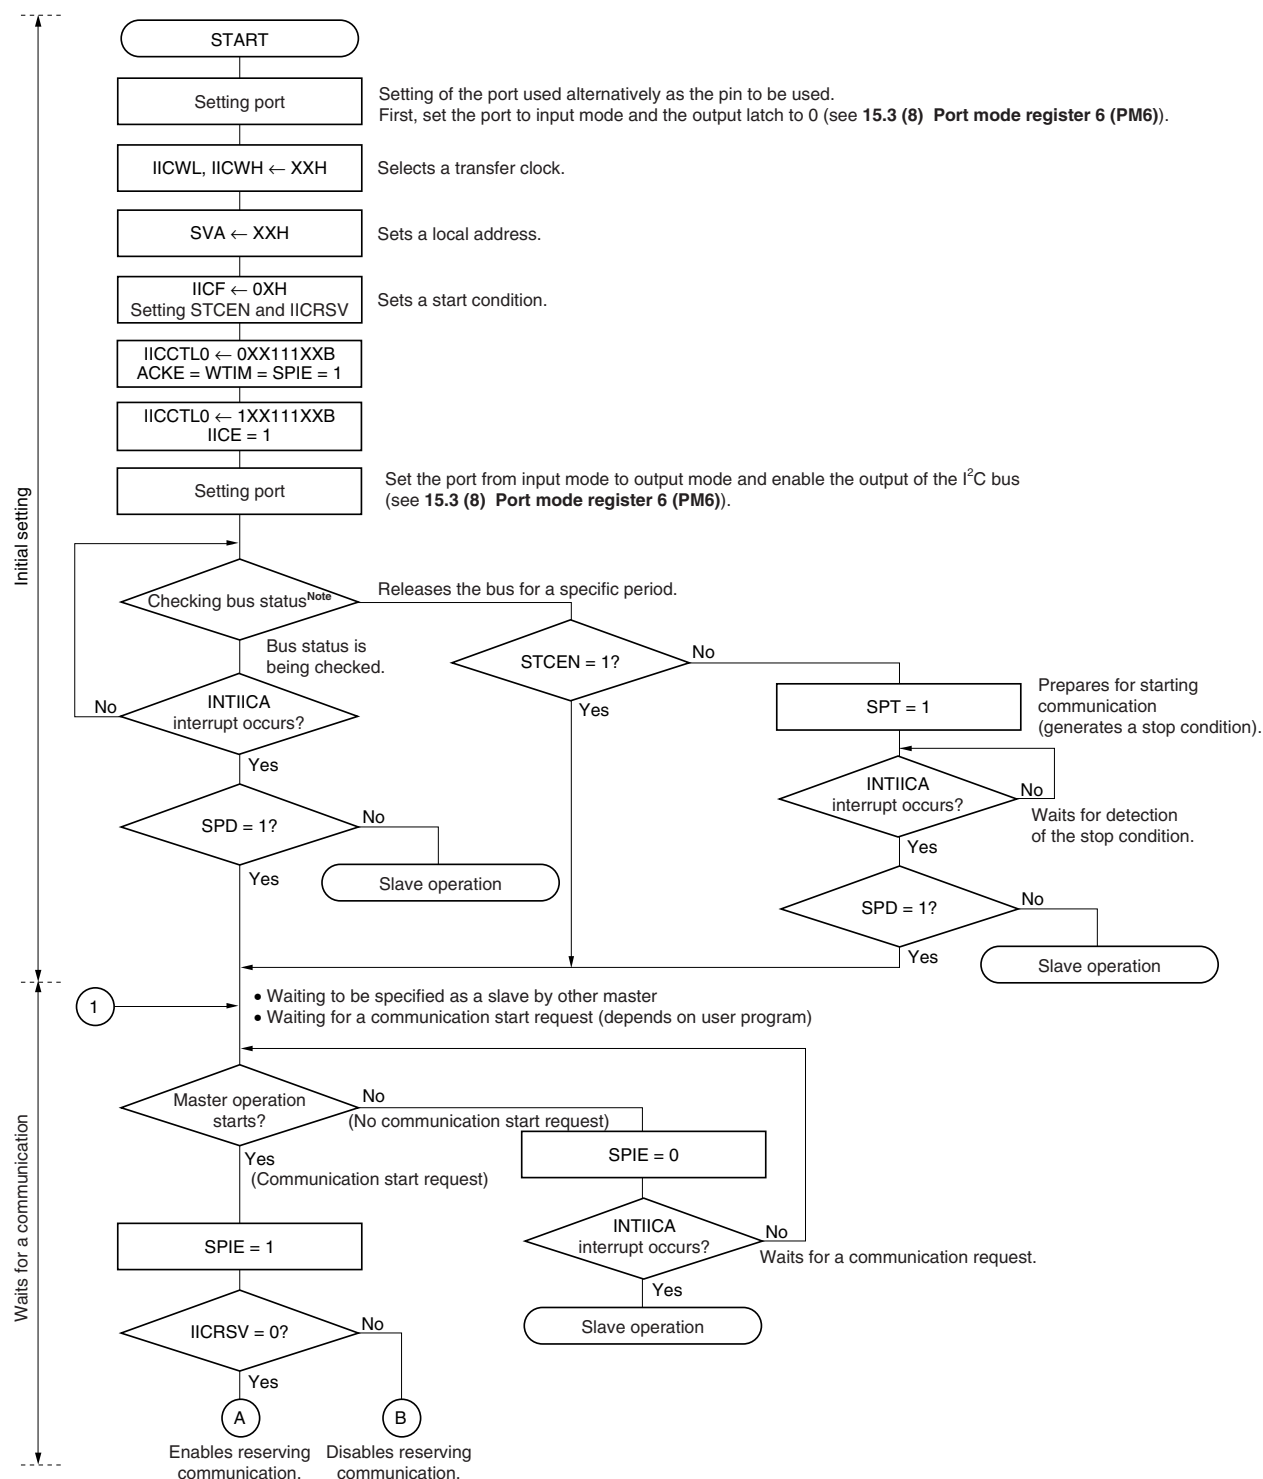 START
Setting port
Setting of the port used alternatively as the pin to be used.
First, set the port to input mode and the output latch to 0 (see 15.3 (8) Port mode register 6 (PM6)).
IICWL, IICWH ← XXH
Selects a transfer clock.
SVA ← XXH
Sets a local address.
IICF ← 0XH
Setting STCEN and IICRSV
Sets a start condition.
IICCTL0 ← 0XX111XXB
ACKE = WTIM = SPIE = 1
IICCTL0 ← 1XX111XXB
IICE = 1
Setting port
Set the port from input mode to output mode and enable the output of the I²C bus
(see 15.3 (8) Port mode register 6 (PM6)).
Initial setting
Checking bus statusNote
Releases the bus for a specific period.
Bus status is
being checked.
STCEN = 1?
No
Yes
INTIICA
interrupt occurs?
No
Yes
SPT = 1
Prepares for starting
communication
(generates a stop condition).
INTIICA
interrupt occurs?
No
Waits for detection
of the stop condition.
Yes
SPD = 1?
No
Yes
Slave operation
SPD = 1?
No
Yes
Slave operation
1
• Waiting to be specified as a slave by other master
• Waiting for a communication start request (depends on user program)
Waits for a communication
Master operation
starts?
No
(No communication start request)
Yes
(Communication start request)
SPIE = 0
INTIICA
interrupt occurs?
No
Waits for a communication request.
Yes
Slave operation
SPIE = 1
IICRSV = 0?
No
Yes
A
B
Enables reserving
communication.
Disables reserving
communication.